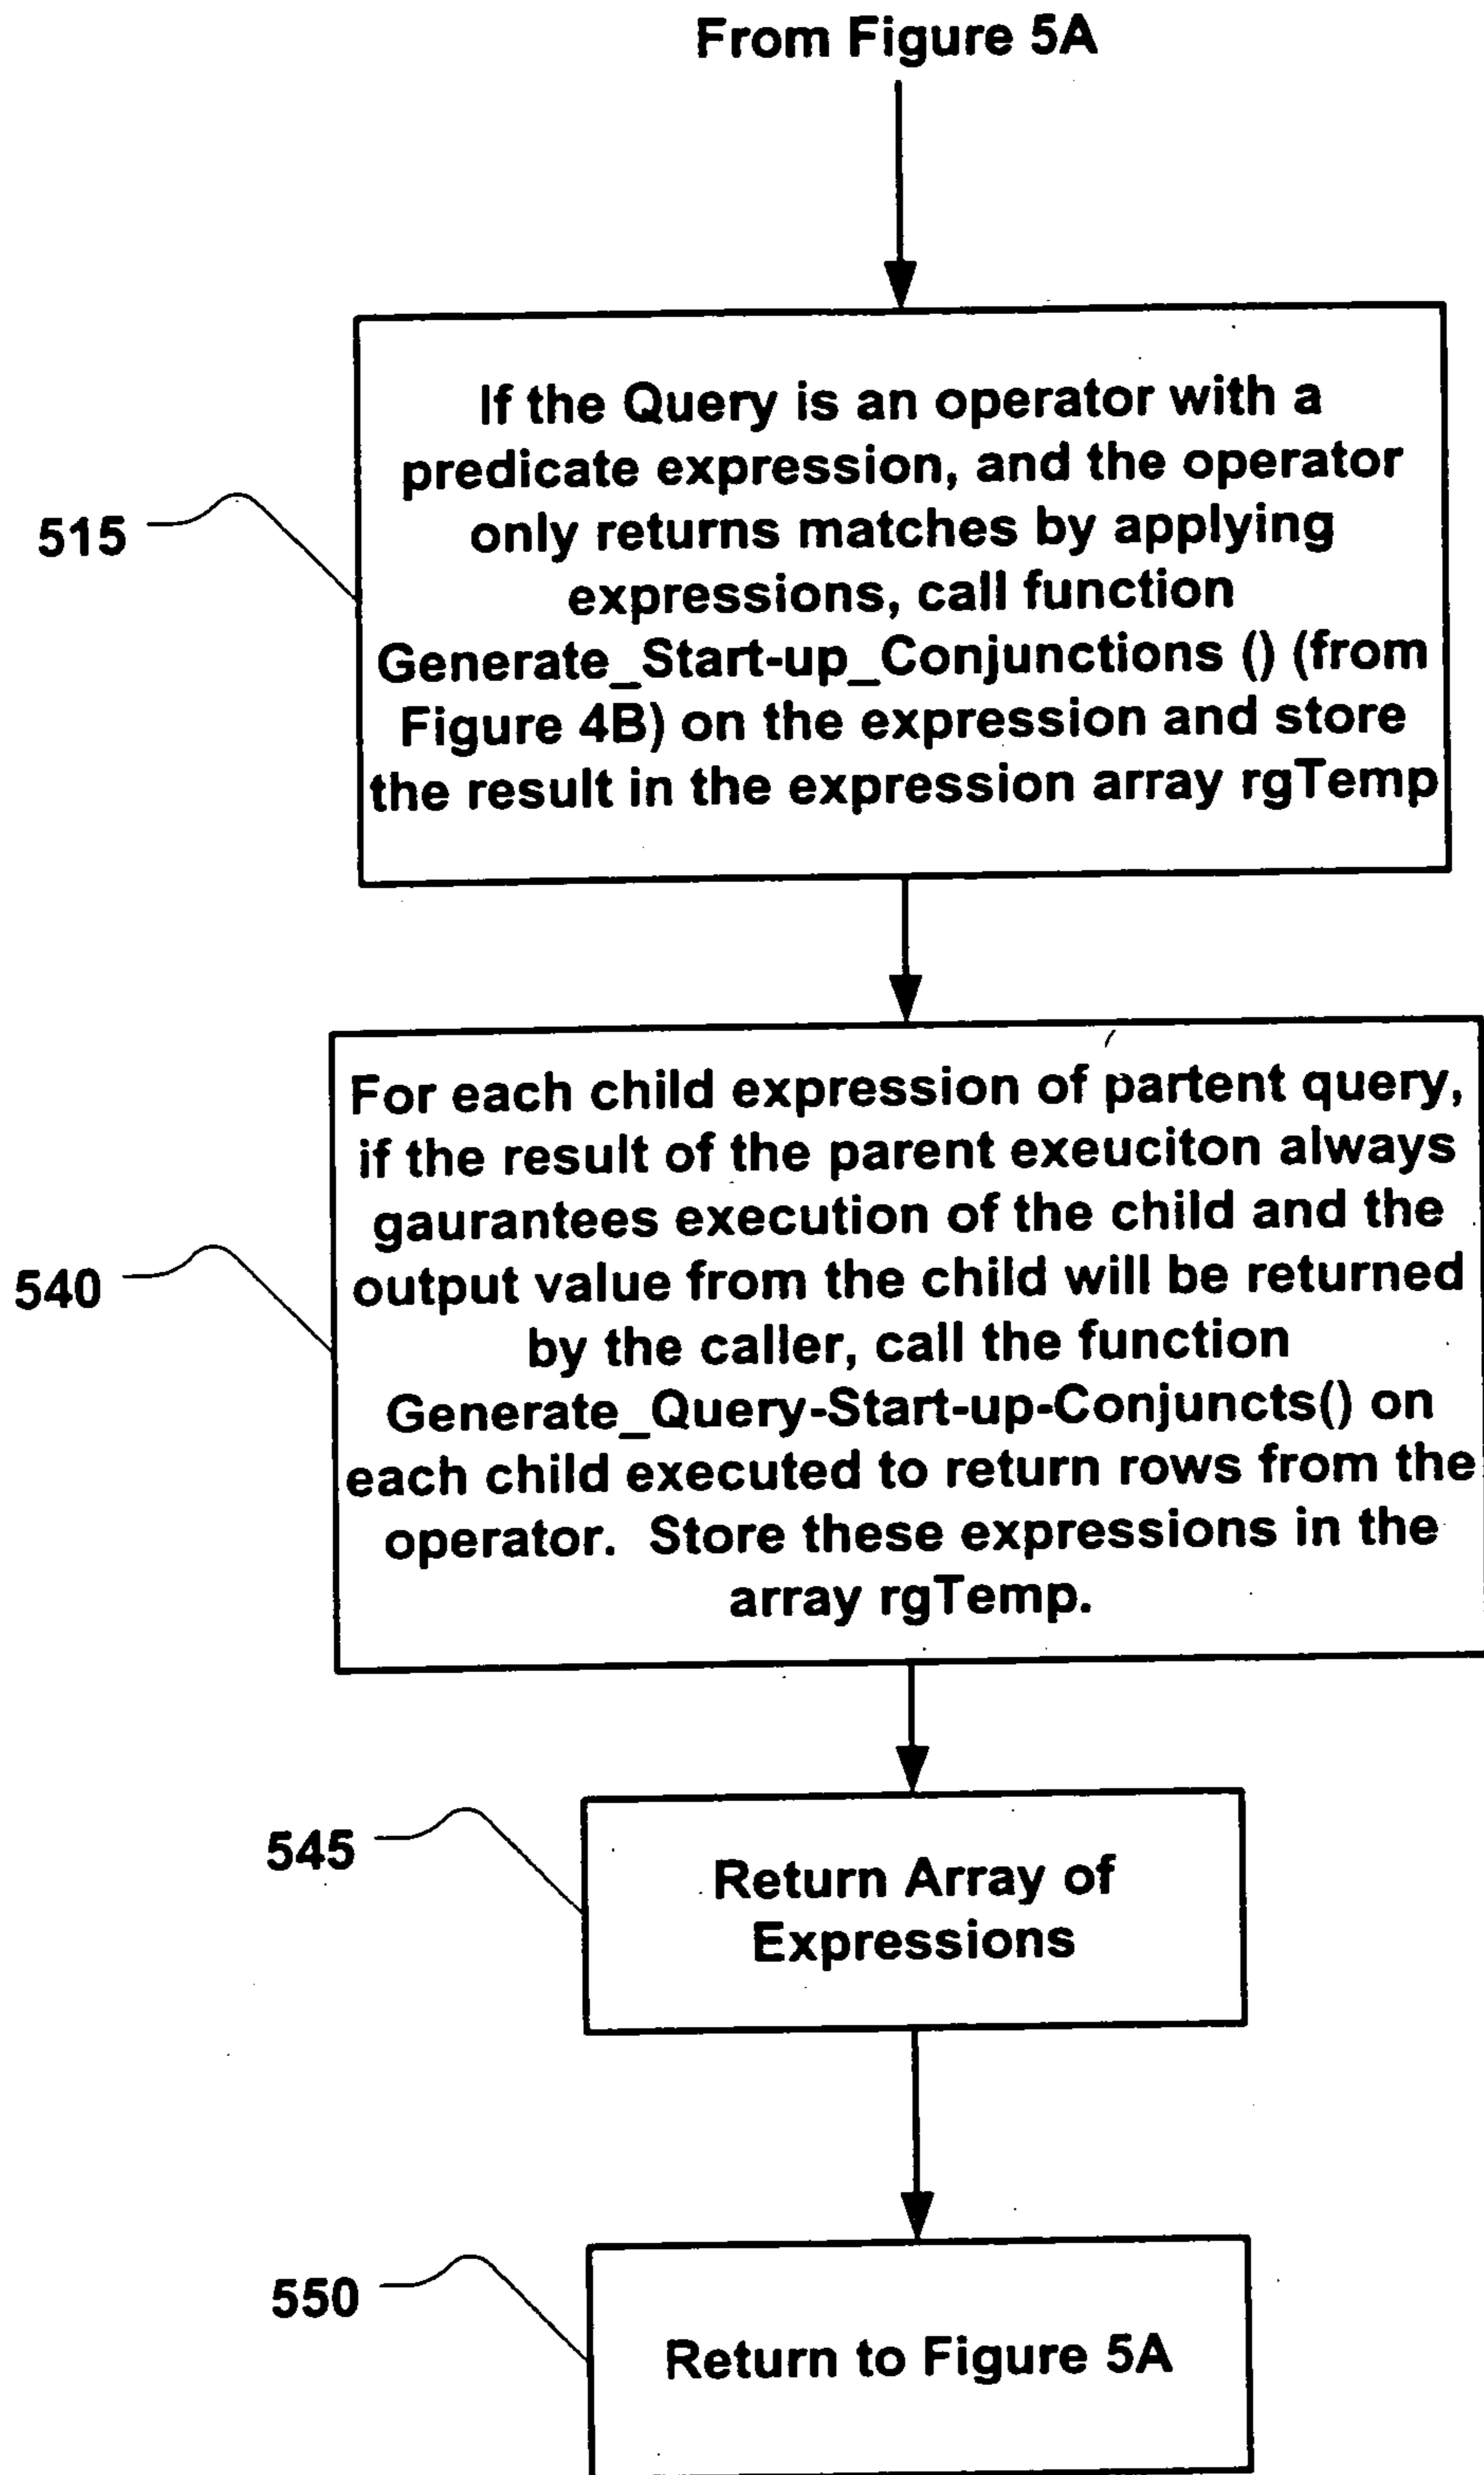 From Figure 5A
If the Query is an operator with a
predicate expression, and the operator
only returns matches by applying
expressions, call function
Generate_Start-up_Conjunctions () (from
Figure 4B) on the expression and store
the result in the expression array rgTemp
515
For each child expression of partent query,
if the result of the parent exeuciton always
gaurantees execution of the child and the
output value from the child will be returned
by the caller, call the function
Generate_Query-Start-up-Conjuncts() on
each child executed to return rows from the
operator. Store these expressions in the
array rgTemp.
540
545
Return Array of
Expressions
550
Return to Figure 5A